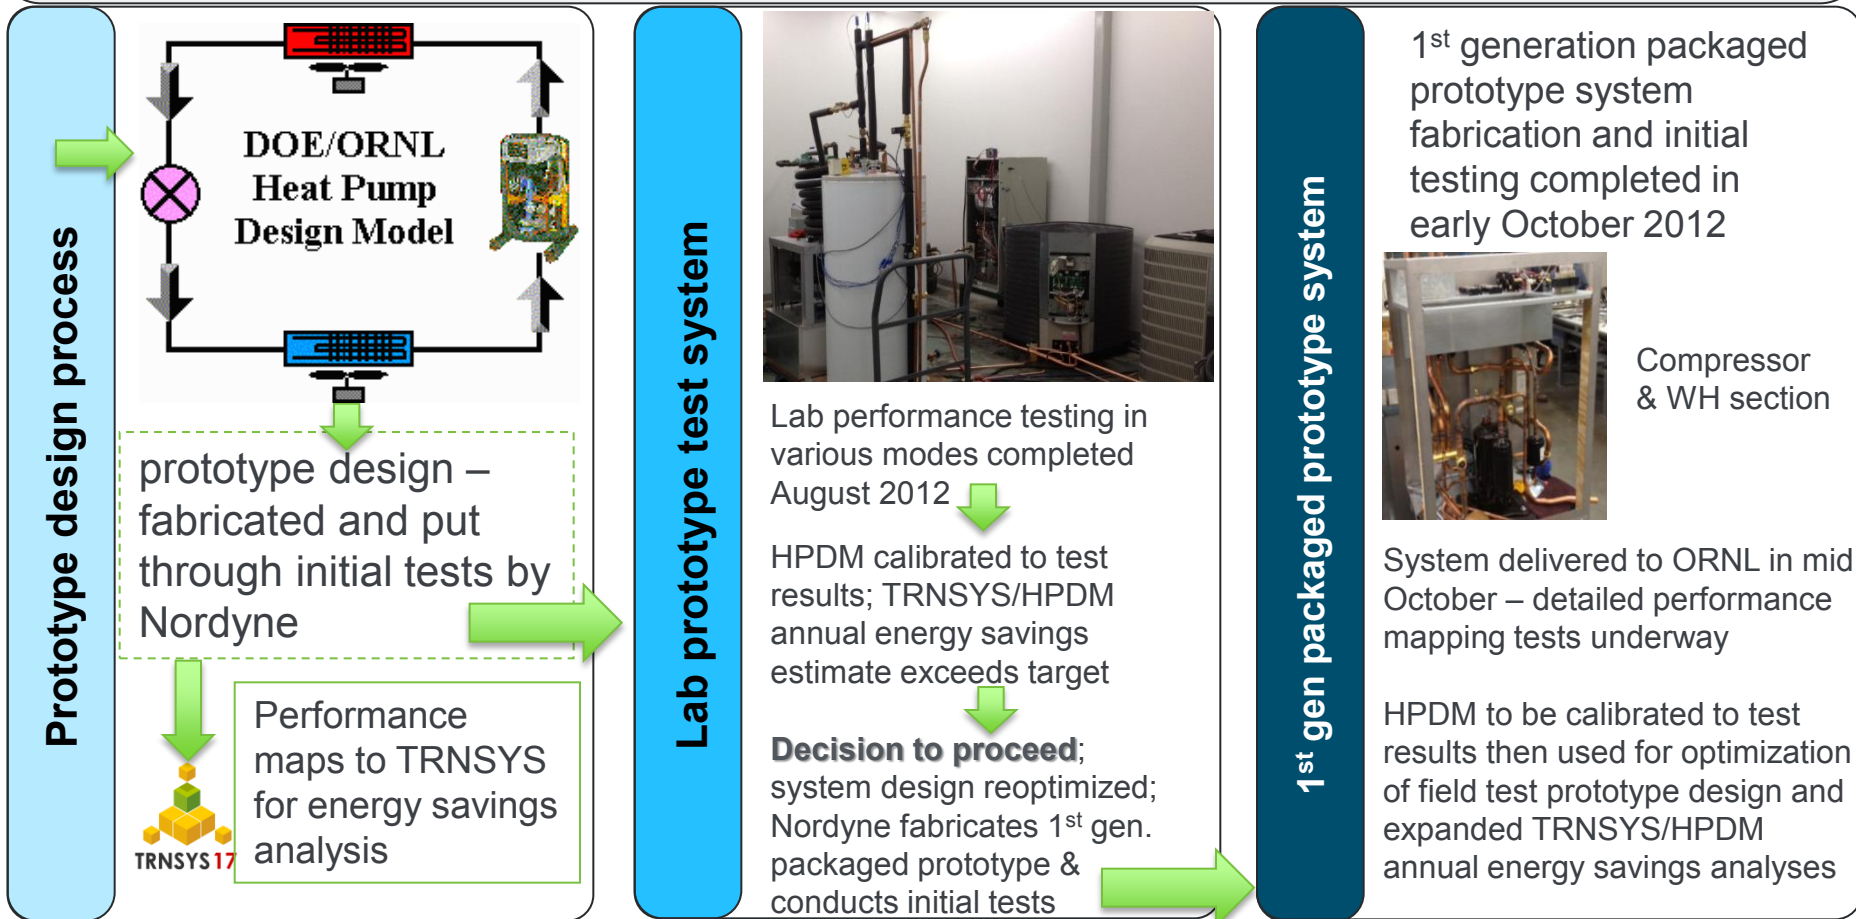 Prototype design process
DOE/ORNL
Heat Pump
Design Model
prototype design –
fabricated and put
through initial tests by
Nordyne
Performance
maps to TRNSYS
for energy savings
analysis
TRNSYS 17
Lab prototype test system
Lab performance testing in
various modes completed
August 2012
HPDM calibrated to test
results; TRNSYS/HPDM
annual energy savings
estimate exceeds target
Decision to proceed;
system design reoptimized;
Nordyne fabricates 1st gen.
packaged prototype &
conducts initial tests
1st gen packaged prototype system
1st generation packaged
prototype system
fabrication and initial
testing completed in
early October 2012
Compressor
& WH section
System delivered to ORNL in mid
October – detailed performance
mapping tests underway
HPDM to be calibrated to test
results then used for optimization
of field test prototype design and
expanded TRNSYS/HPDM
annual energy savings analyses